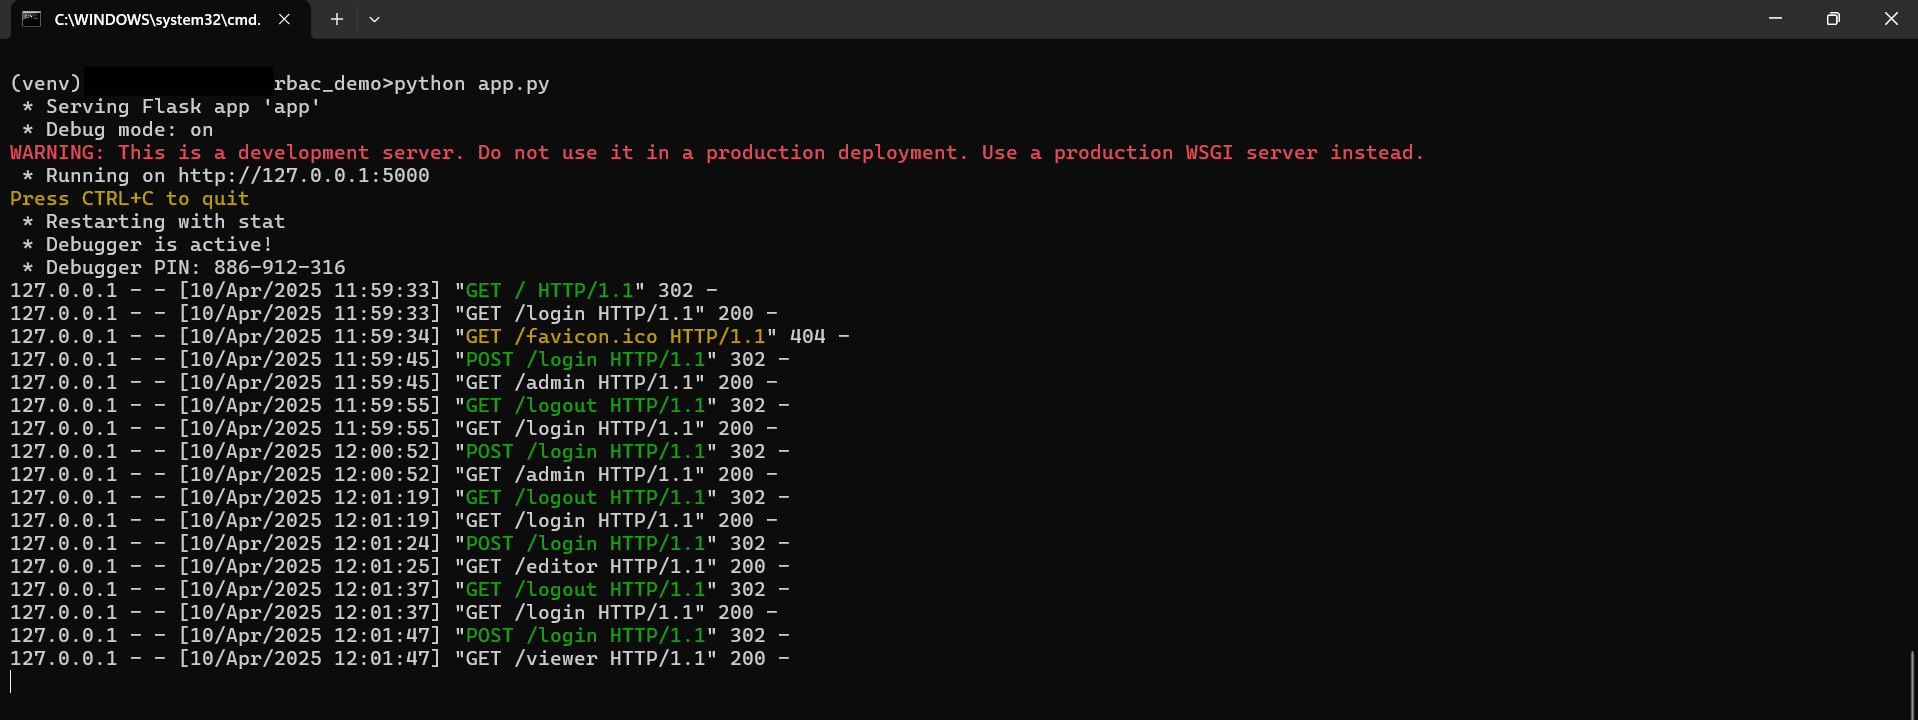 C:\WINDOWS\system32\cmd.
(venv) rbac_demo>python app.py
 * Serving Flask app 'app'
 * Debug mode: on
WARNING: This is a development server. Do not use it in a production deployment. Use a production WSGI server instead.
 * Running on http://127.0.0.1:5000
Press CTRL+C to quit
 * Restarting with stat
 * Debugger is active!
 * Debugger PIN: 886-912-316
127.0.0.1 - - [10/Apr/2025 11:59:33] "GET / HTTP/1.1" 302 -
127.0.0.1 - - [10/Apr/2025 11:59:33] "GET /login HTTP/1.1" 200 -
127.0.0.1 - - [10/Apr/2025 11:59:34] "GET /favicon.ico HTTP/1.1" 404 -
127.0.0.1 - - [10/Apr/2025 11:59:45] "POST /login HTTP/1.1" 302 -
127.0.0.1 - - [10/Apr/2025 11:59:45] "GET /admin HTTP/1.1" 200 -
127.0.0.1 - - [10/Apr/2025 11:59:55] "GET /logout HTTP/1.1" 302 -
127.0.0.1 - - [10/Apr/2025 11:59:55] "GET /login HTTP/1.1" 200 -
127.0.0.1 - - [10/Apr/2025 12:00:52] "POST /login HTTP/1.1" 302 -
127.0.0.1 - - [10/Apr/2025 12:00:52] "GET /admin HTTP/1.1" 200 -
127.0.0.1 - - [10/Apr/2025 12:01:19] "GET /logout HTTP/1.1" 302 -
127.0.0.1 - - [10/Apr/2025 12:01:19] "GET /login HTTP/1.1" 200 -
127.0.0.1 - - [10/Apr/2025 12:01:24] "POST /login HTTP/1.1" 302 -
127.0.0.1 - - [10/Apr/2025 12:01:25] "GET /editor HTTP/1.1" 200 -
127.0.0.1 - - [10/Apr/2025 12:01:37] "GET /logout HTTP/1.1" 302 -
127.0.0.1 - - [10/Apr/2025 12:01:37] "GET /login HTTP/1.1" 200 -
127.0.0.1 - - [10/Apr/2025 12:01:47] "POST /login HTTP/1.1" 302 -
127.0.0.1 - - [10/Apr/2025 12:01:47] "GET /viewer HTTP/1.1" 200 -